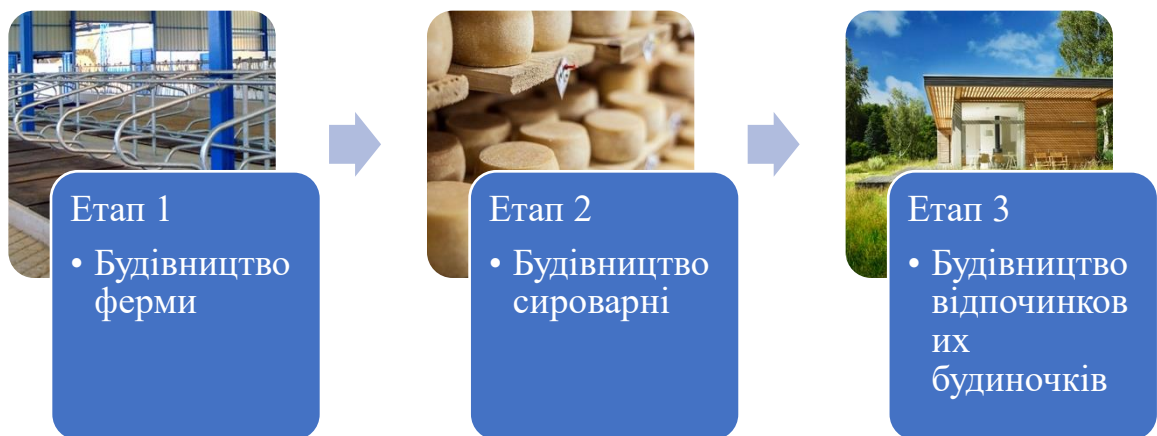 Етап 1
• Будівництво
ферми
Етап 2
• Будівництво
сироварні
Етап 3
• Будівництво
відпочинков
их
будиночків